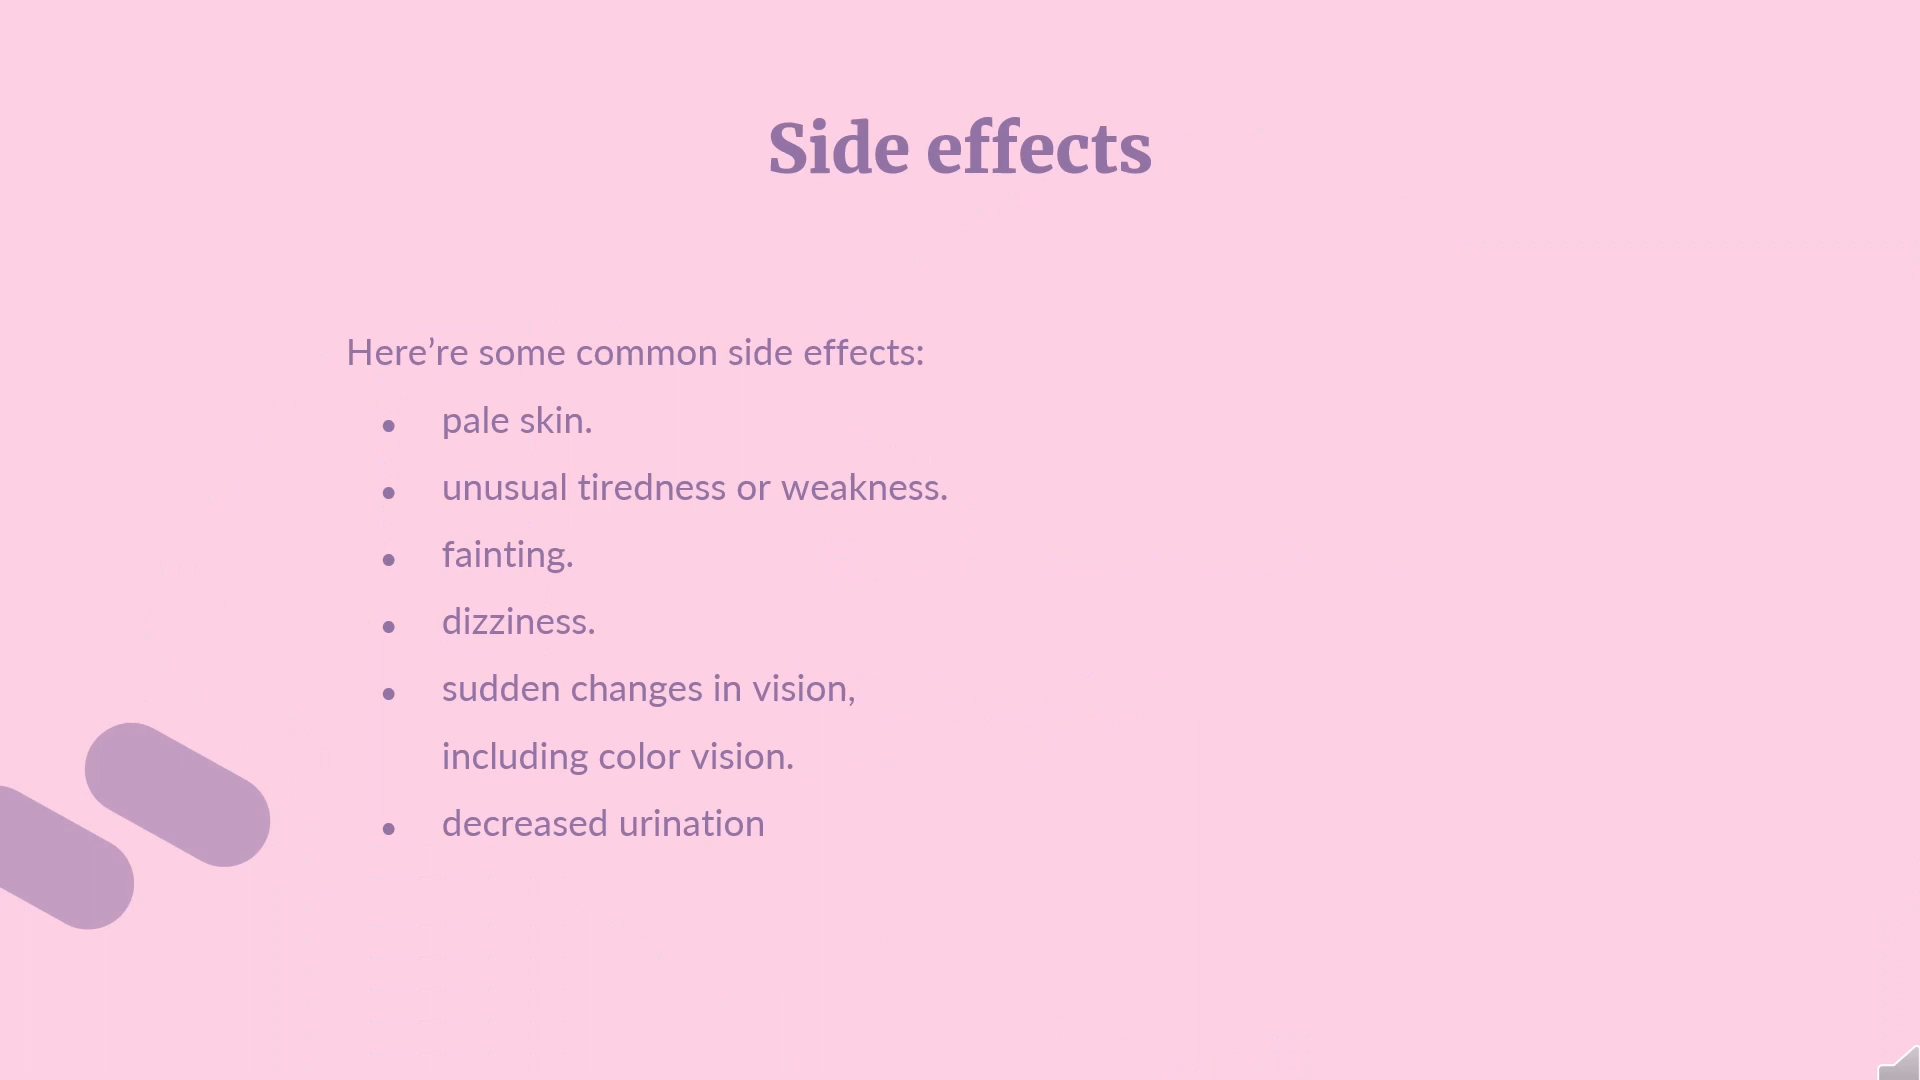 Side effects
Here’re some common side effects:
● pale skin.
● unusual tiredness or weakness.
● fainting.
● dizziness.
● sudden changes in vision,
including color vision.
● decreased urination